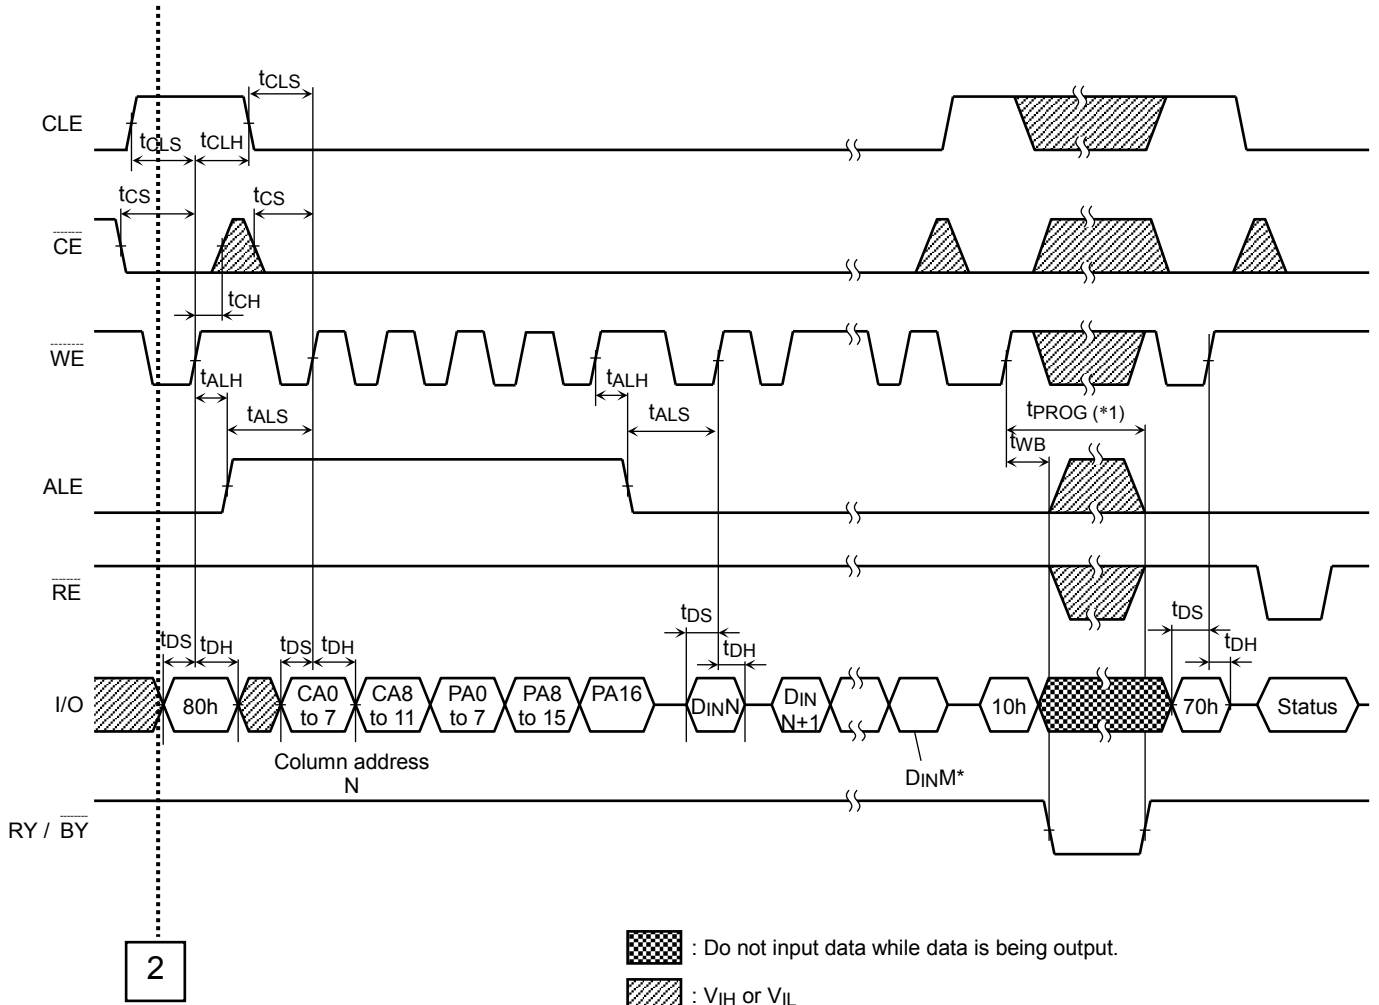 tCLS
CLE
tCLS
tCLH
tCS
tCS
CE
tCH
WE
tALH
tALH
tALS
tALS
tPROG (*1)
tWB
ALE
RE
tDS
tDH
tDS
tDH
tDS
tDH
tDS
tDH
I/O
80h
CA0
to 7
CA8
to 11
PA0
to 7
PA8
to 15
PA16
DINN
DIN
N+1
10h
70h
Status
Column address
N
DINM*
RY / BY
2
: Do not input data while data is being output.
: VIH or VIL